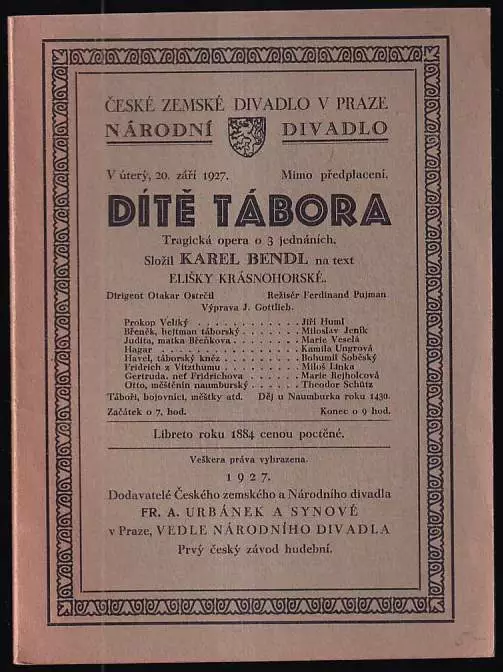 ČESKÉ ZEMSKÉ DIVADLO V PRAZE
NÁRODNÍ DIVADLO
V úterý, 20. září 1927. Mimo předplacení.
DÍTĚ TÁBORA
Tragická opera o 3 jednáních.
Složil KAREL BENDL na text
ELIŠKY KRÁSNOHORSKÉ.
Dirigent Otakar Ostrčil Režisér Ferdinand Pujman
Výprava J. Gottlieb.
Prokop Veliký . . . . . . . . . . . Jiří Huml
Břeněk, hejtman táborský . . . . . . Miloslav Jeník
Judita, matka Břeňkova . . . . . . . Marie Veselá
Hagar . . . . . . . . . . . . . . . Kamila Ungrová
Havel, táborský kněz . . . . . . . . Bohumil Soběský
Fridrich z Vitzthumu . . . . . . . . Miloš Linka
Gertruda, neť Fridrichova . . . . . Marie Rejholcová
Otto, měštěnín naumburský . . . . . Theodor Schütz
Táboři, bojovníci, měštky atd. Děj u Naumburka roku 1430.
Začátek o 7. hod. Konec o 9 hod.
Libreto roku 1884 cenou poctěné.
Veškera práva vyhrazena.
1927.
Dodavatelé Českého zemského a Národního divadla
FR. A. URBÁNEK A SYNOVÉ
v Praze, VEDLE NÁRODNÍHO DIVADLA
Prvý český závod hudební.